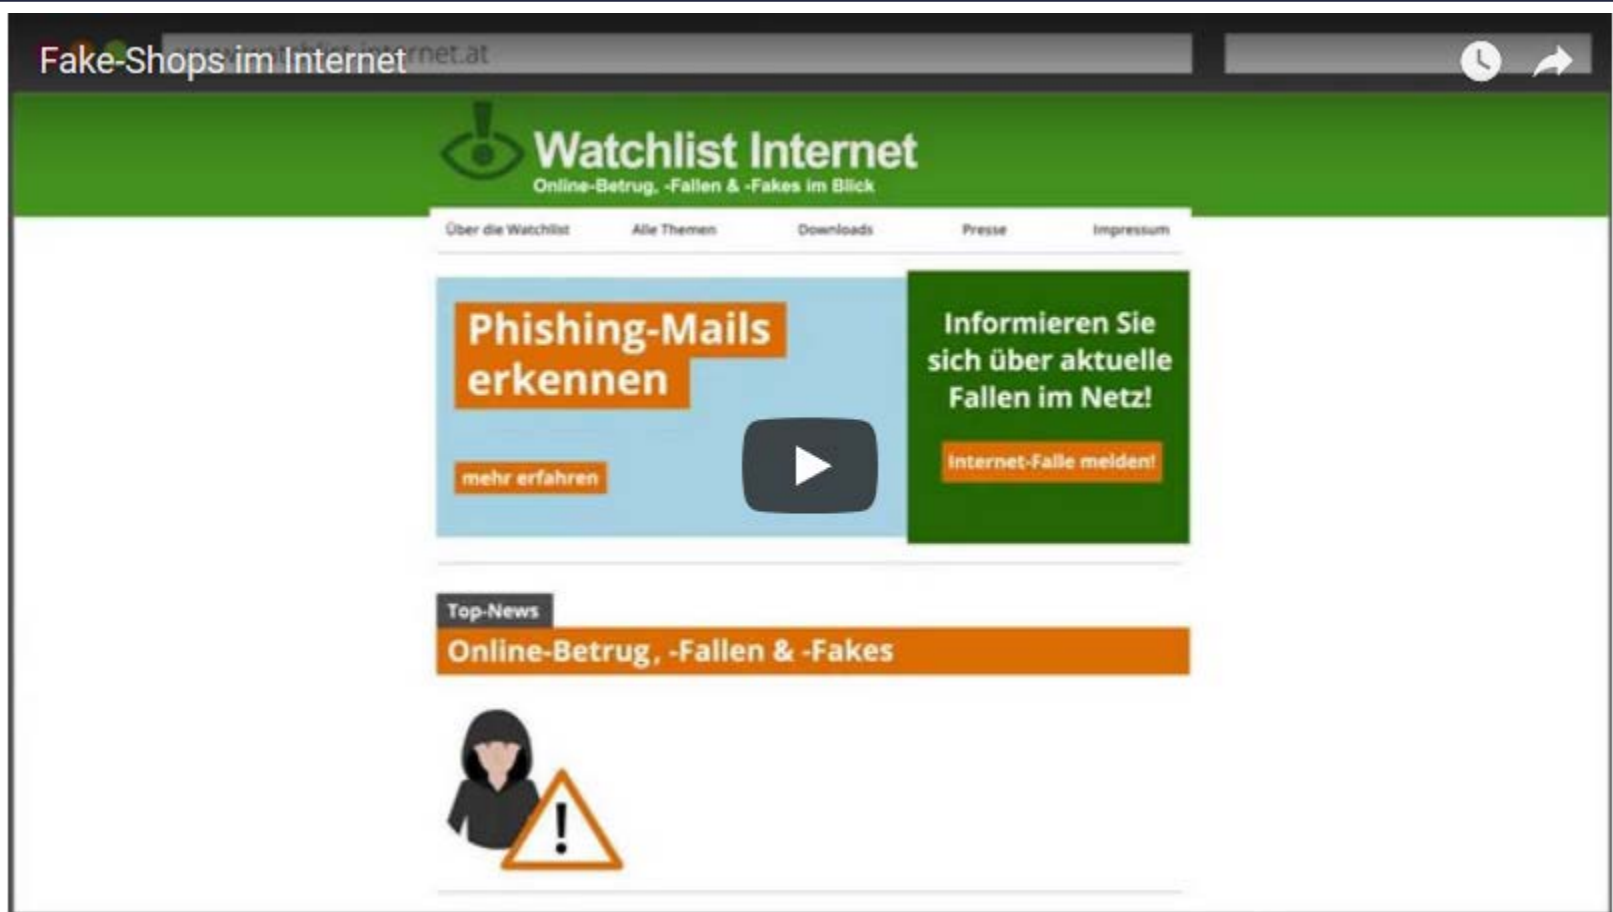 Fake-Shops im Internet
rnet.at
Watchlist Internet
Online-Betrug, -Fallen & -Fakes im Blick
Über die Watchlist Alle Themen Downloads Presse Impressum
Phishing-Mails
erkennen
mehr erfahren
Informieren Sie
sich über aktuelle
Fallen im Netz!
Internet-Falle melden!
Top-News
Online-Betrug, -Fallen & -Fakes
!